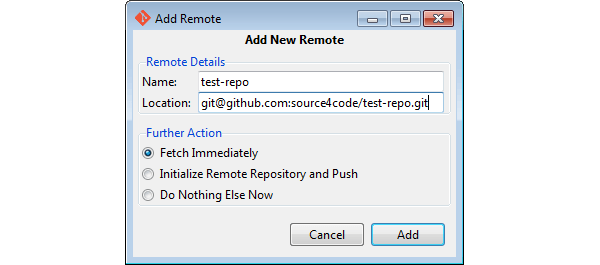 Add Remote
Add New Remote
Remote Details
Name: test-repo
Location: git@github.com:source4code/test-repo.git
Further Action
Fetch Immediately
Initialize Remote Repository and Push
Do Nothing Else Now
Cancel Add